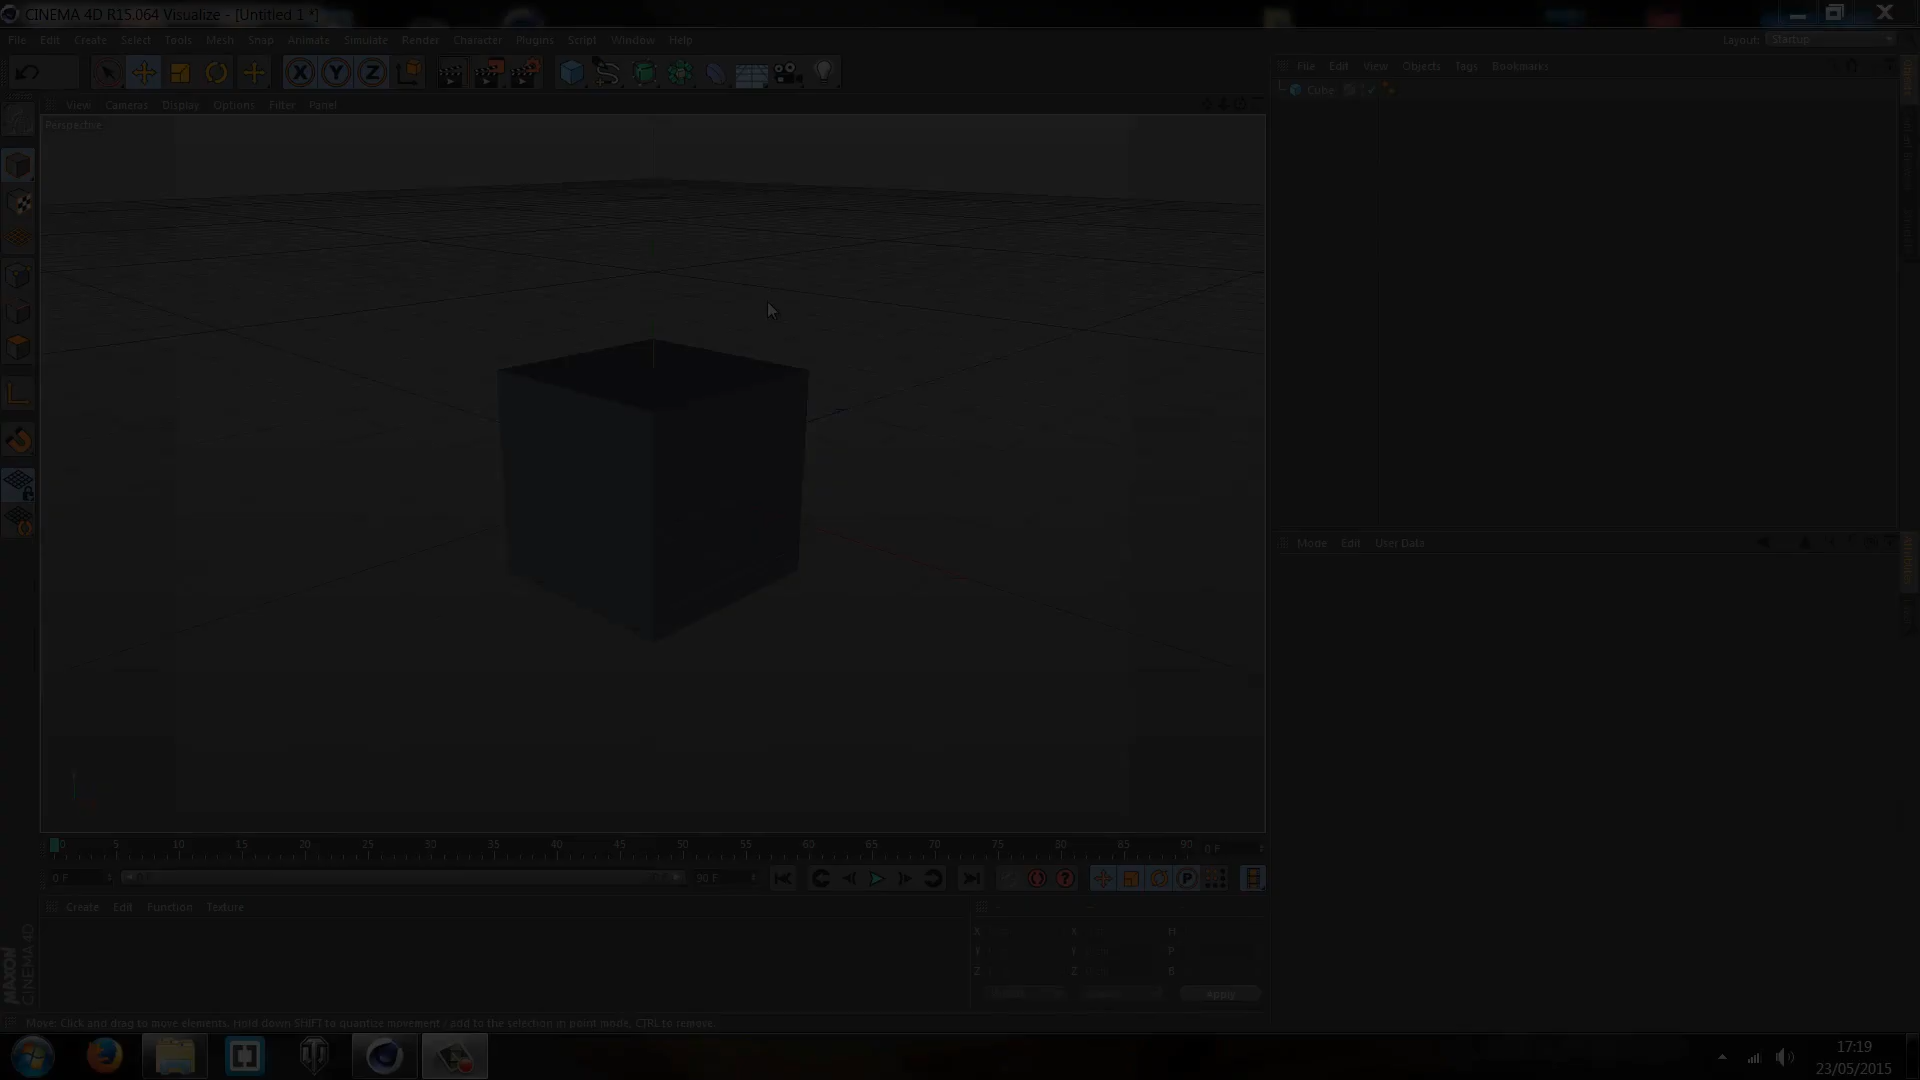 CINEMA 4D R15.064 Visualize - [Untitled 1 *]
File Edit Create Select Tools Mesh Snap Animate Simulate Render Character Plugins Script Window Help
Layout: Startup
File Edit View Objects Tags Bookmarks
View Cameras Display Options Filter Panel
Cube
Perspective
X Y Z
Mode Edit User Data
0 5 10 15 20 25 30 35 40 45 50 55 60 65 70 75 80 85 90 0 F
0 F 90 F P
Create Edit Function Texture
X X H
Y Y P
Z Z B
Apply
MAXON
CINEMA 4D
Move: Click and drag to move elements. Hold down SHIFT to quantize movement / add to the selection in point mode, CTRL to remove.
17:19
23/05/2015